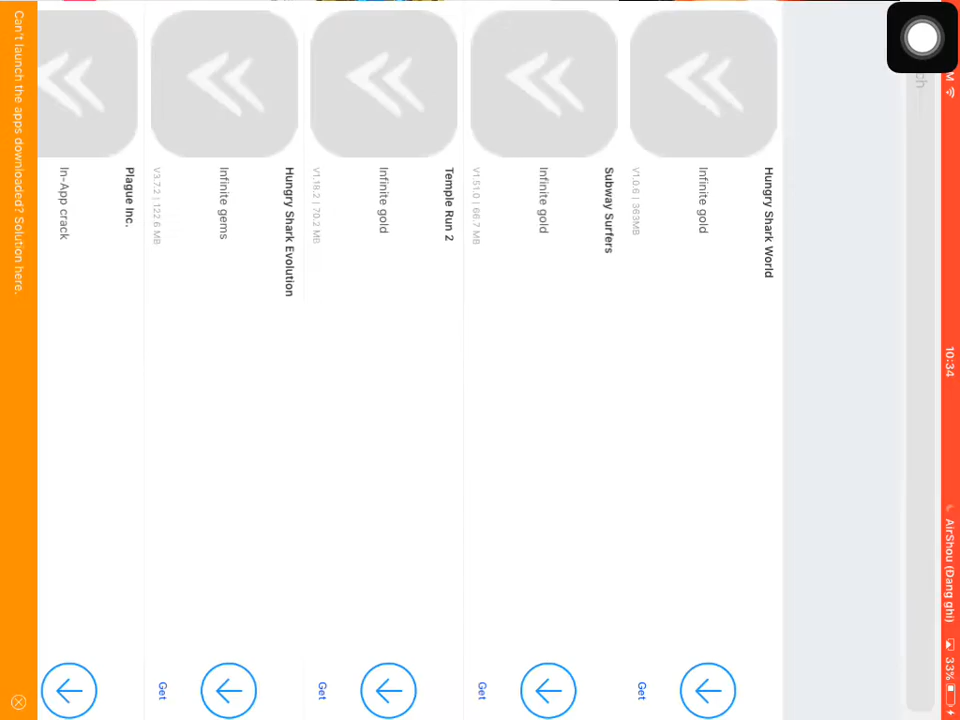 M
10:34
AirShou (Đang ghi)
33%
ch
Hungry Shark World
Infinite gold
V1.0.6 | 363MB
Get
Subway Surfers
Infinite gold
V1.51.0 | 66.7 MB
Get
Temple Run 2
Infinite gold
V1.18.2 | 70.2 MB
Get
Hungry Shark Evolution
Infinite gems
V3.7.2 | 122.6 MB
Get
Plague Inc.
In-App crack
Can't launch the apps downloaded? Solution here.